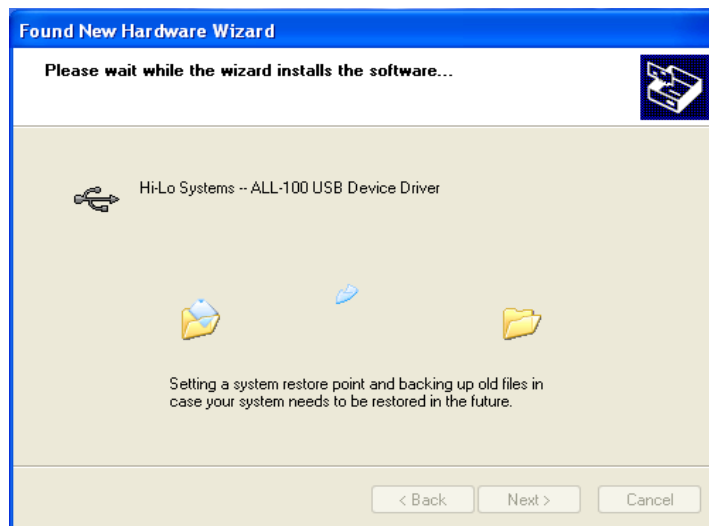 Found New Hardware Wizard
Please wait while the wizard installs the software...
Hi-Lo Systems -- ALL-100 USB Device Driver
Setting a system restore point and backing up old files in
case your system needs to be restored in the future.
< Back Next > Cancel